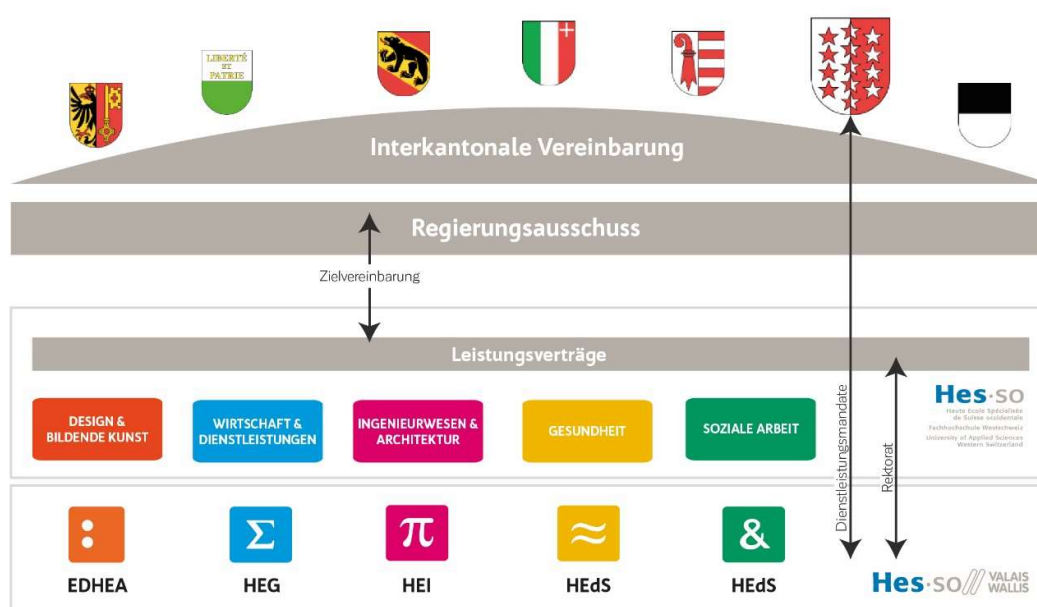 LIBERTÉ
ET
PATRIE
Interkantonale Vereinbarung
Regierungsausschuss
Zielvereinbarung
Leistungsverträge
DESIGN &
BILDENDE KUNST
WIRTSCHAFT &
DIENSTLEISTUNGEN
INGENIEURWESEN &
ARCHITEKTUR
GESUNDHEIT
SOZIALE ARBEIT
Dienstleistungsmandate
Rektorat
Hes·so
Haute Ecole Spécialisée
de Suisse occidentale
Fachhochschule Westschweiz
University of Applied Sciences
Western Switzerland
:
Σ
π
≈
&
EDHEA
HEG
HEI
HEdS
HEdS
Hes·so // VALAIS
WALLIS